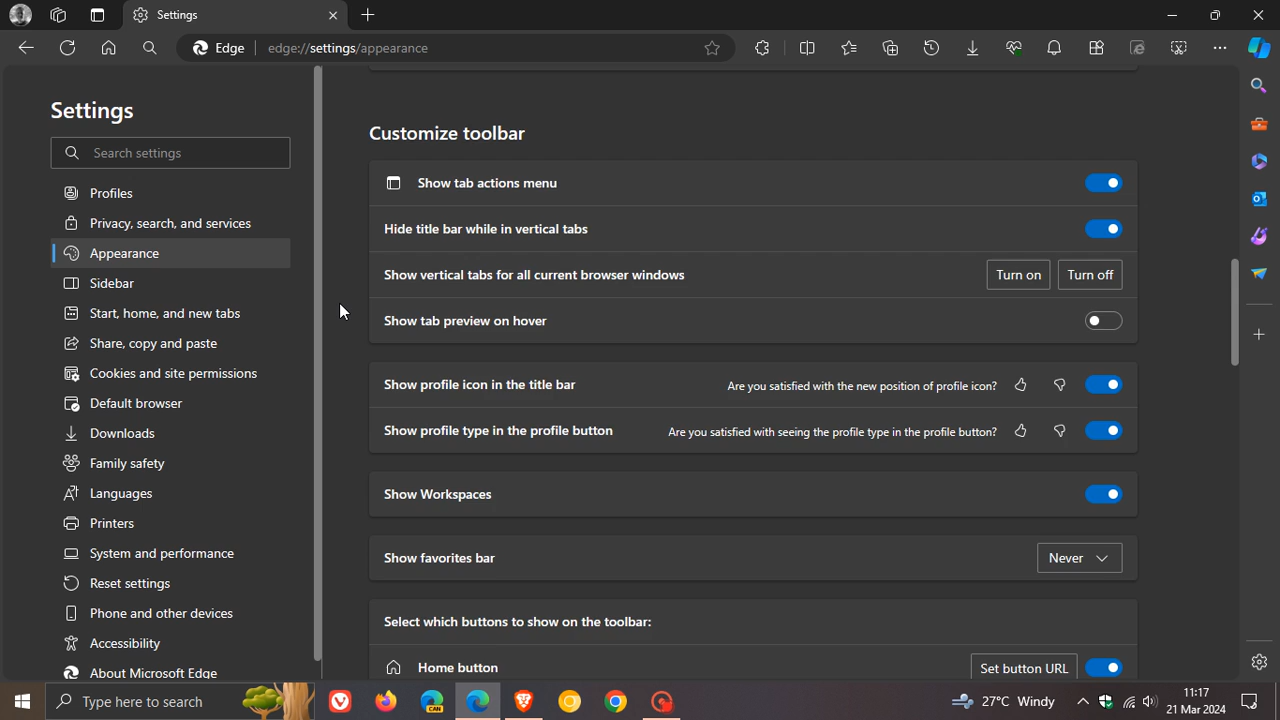 Settings
Edge
edge://settings/appearance
Settings
Search settings
Profiles
Privacy, search, and services
Appearance
Sidebar
Start, home, and new tabs
Share, copy and paste
Cookies and site permissions
Default browser
Downloads
Family safety
Languages
Printers
System and performance
Reset settings
Phone and other devices
Accessibility
About Microsoft Edge
Customize toolbar
Show tab actions menu
Hide title bar while in vertical tabs
Show vertical tabs for all current browser windows Turn on Turn off
Show tab preview on hover
Show profile icon in the title bar Are you satisfied with the new position of profile icon?
Show profile type in the profile button Are you satisfied with seeing the profile type in the profile button?
Show Workspaces
Show favorites bar Never
Select which buttons to show on the toolbar:
Home button Set button URL
Type here to search
CAN
27°C Windy
11:17
21 Mar 2024